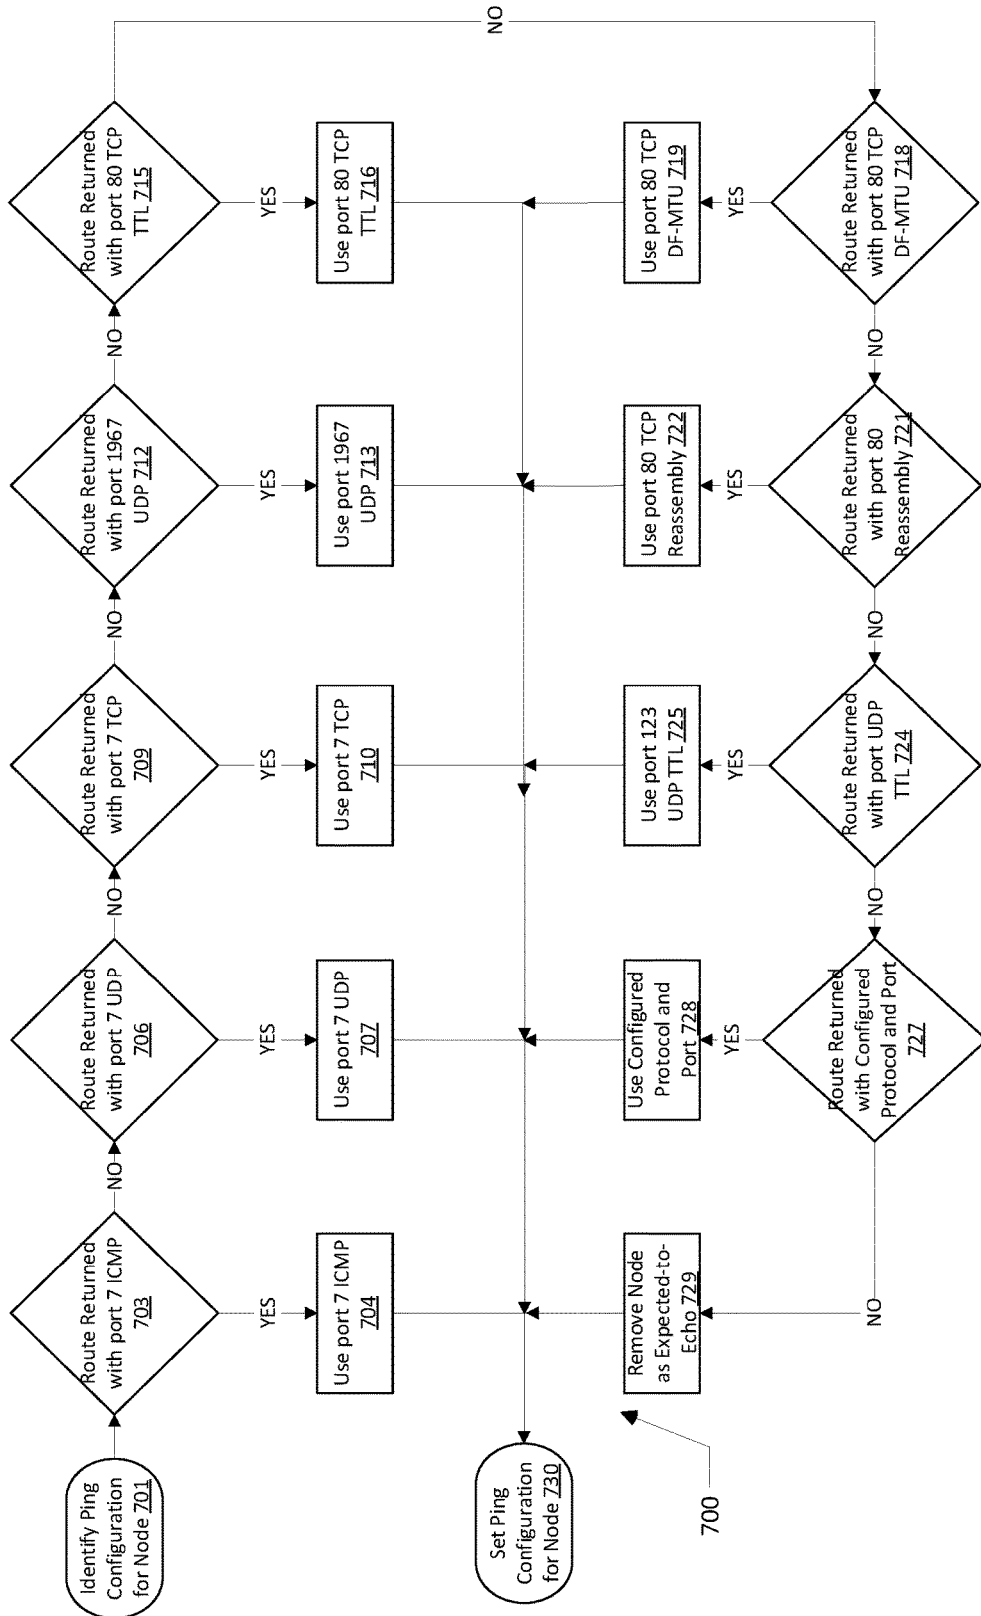 Identify Ping
Configuration
for Node 701
Route Returned
with port 7 ICMP
703
NO
Route Returned
with port 7 UDP
706
NO
Route Returned
with port 7 TCP
709
NO
Route Returned
with port 1967
UDP 712
NO
Route Returned
with port 80 TCP
TTL 715
NO
YES
YES
YES
YES
YES
Use port 7 ICMP
704
Use port 7 UDP
707
Use port 7 TCP
710
Use port 1967
UDP 713
Use port 80 TCP
TTL 716
Set Ping
Configuration
for Node 730
Remove Node
as Expected-to-
Echo 729
Use Configured
Protocol and
Port 728
Use port 123
UDP TTL 725
Use port 80 TCP
Reassembly 722
Use port 80 TCP
DF-MTU 719
700
YES
YES
YES
YES
NO
Route Returned
with Configured
Protocol and Port
727
NO
Route Returned
with port UDP
TTL 724
NO
Route Returned
with port 80
Reassembly 721
NO
Route Returned
with port 80 TCP
DF-MTU 718